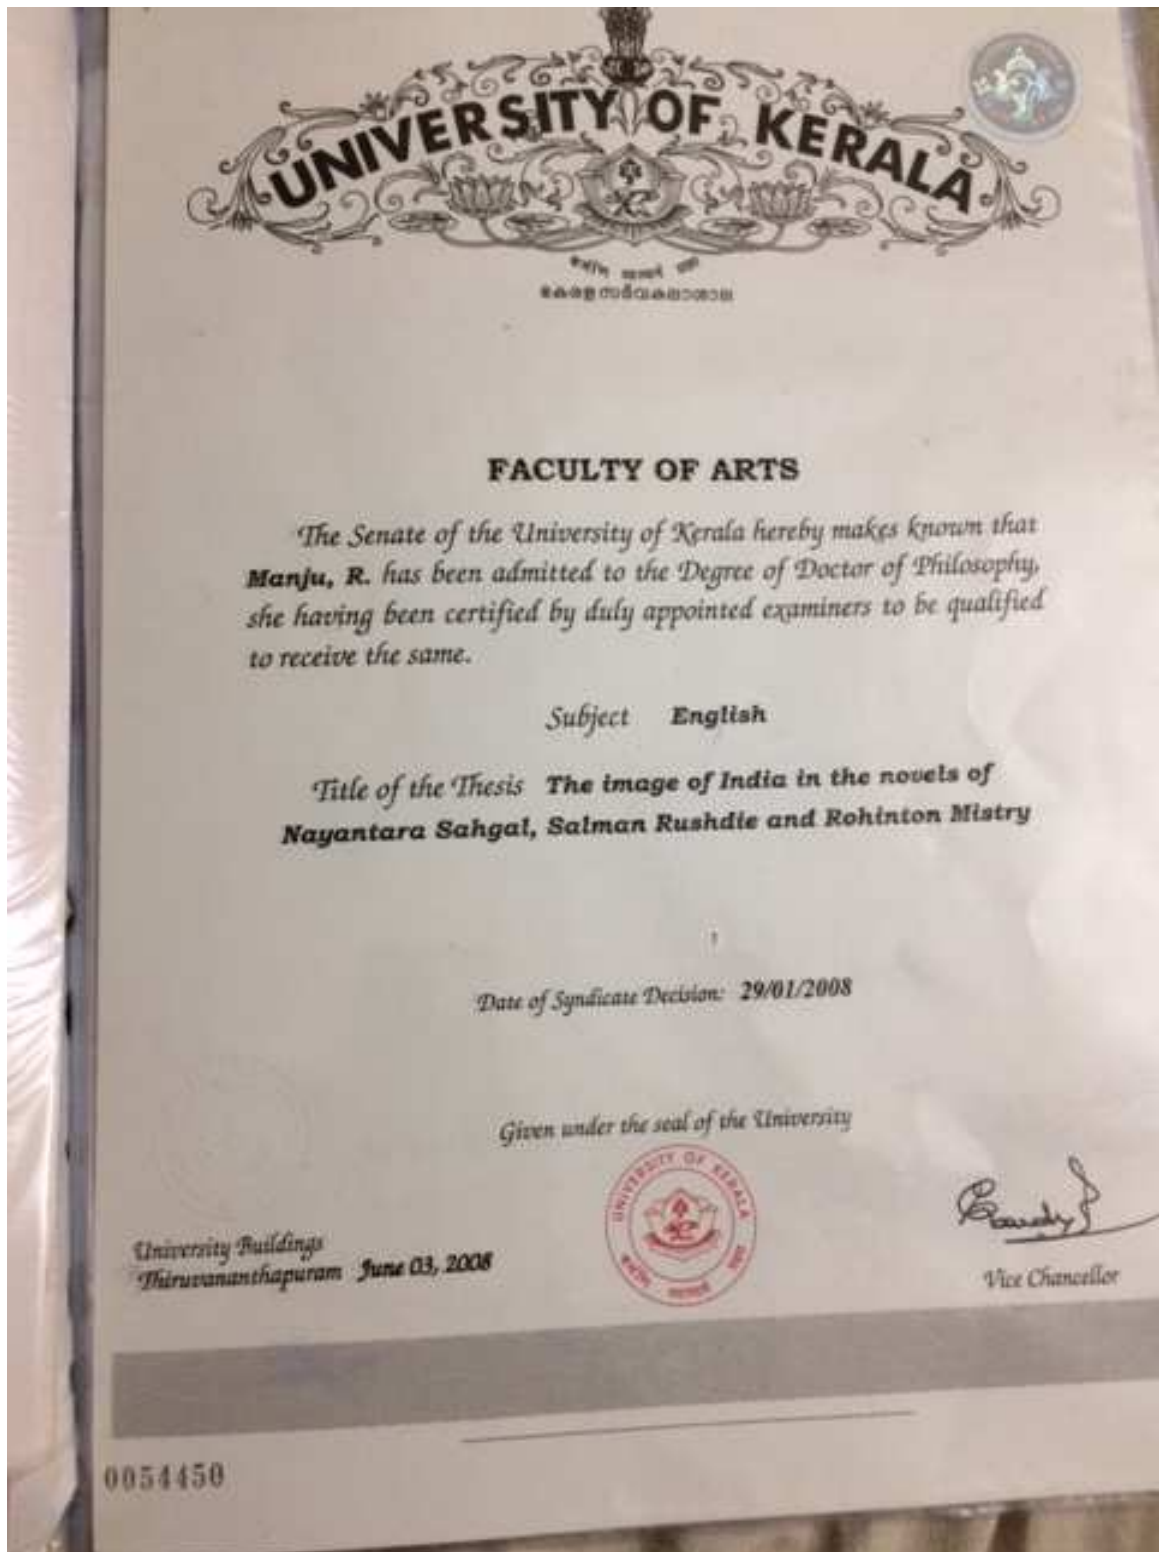 UNIVERSITY OF KERALA
കേരളസർവകലാശാല
FACULTY OF ARTS
The Senate of the University of Kerala hereby makes known that
Manju, R. has been admitted to the Degree of Doctor of Philosophy,
she having been certified by duly appointed examiners to be qualified
to receive the same.
Subject English
Title of the Thesis The image of India in the novels of
Nayantara Sahgal, Salman Rushdie and Rohinton Mistry
Date of Syndicate Decision: 29/01/2008
Given under the seal of the University
UNIVERSITY OF KERALA
University Buildings
Thiruvananthapuram June 03, 2008
Vice Chancellor
0054450